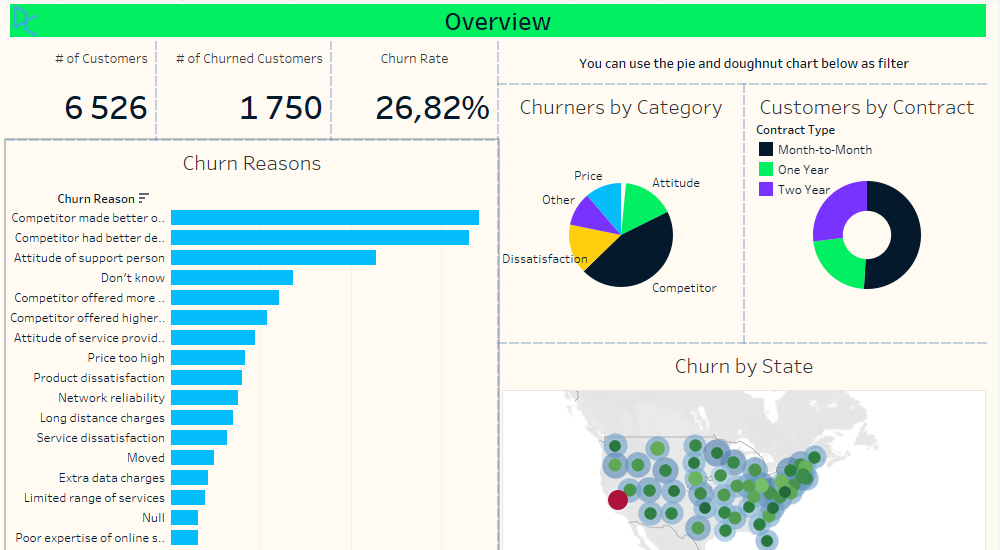 Overview
# of Customers
# of Churned Customers
Churn Rate
6 526
1 750
26,82%
You can use the pie and doughnut chart below as filter
Churn Reasons
Churn Reason
Competitor made better o..
Competitor had better de..
Attitude of support person
Don't know
Competitor offered more ..
Competitor offered higher..
Attitude of service provid..
Price too high
Product dissatisfaction
Network reliability
Long distance charges
Service dissatisfaction
Moved
Extra data charges
Limited range of services
Null
Poor expertise of online s..
Churners by Category
Price
Attitude
Other
Dissatisfaction
Competitor
Customers by Contract
Contract Type
Month-to-Month
One Year
Two Year
Churn by State